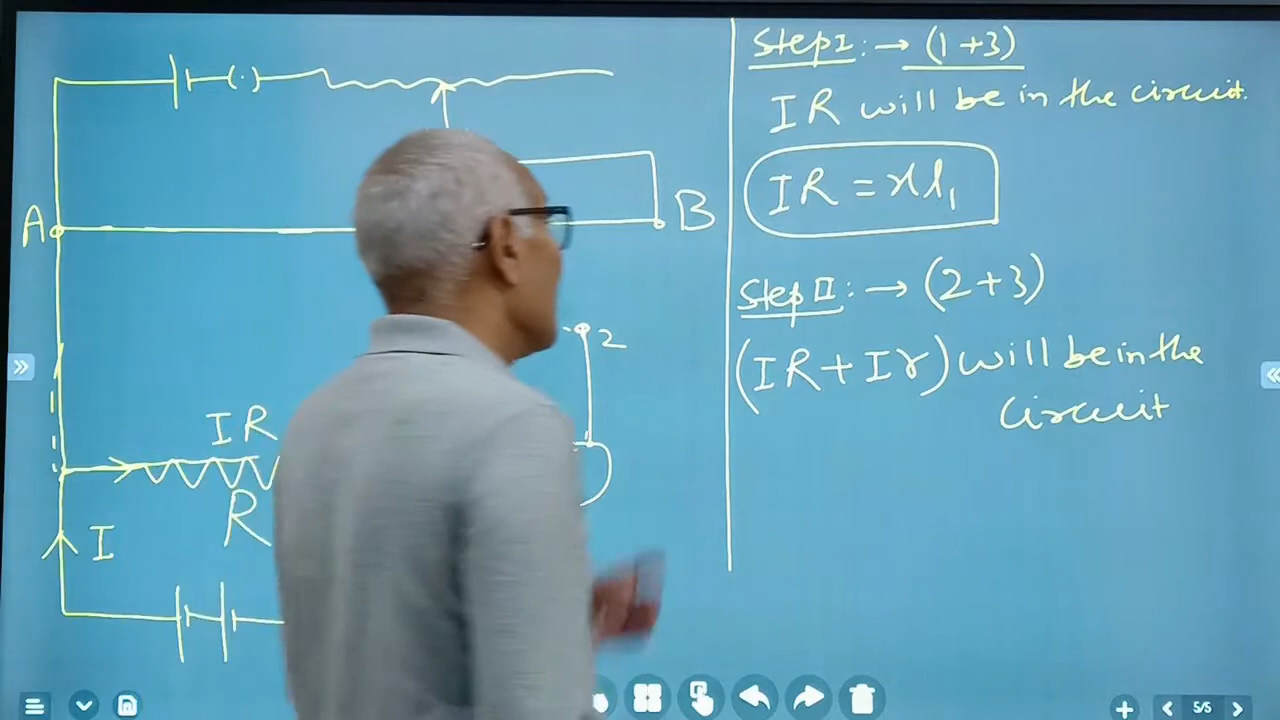 A
B
2
IR
R
I
Step I : → (1+3)
IR will be in the circuit.
IR = xl₁
Step II : → (2+3)
(IR + Ir) will be in the
circuit
5/5